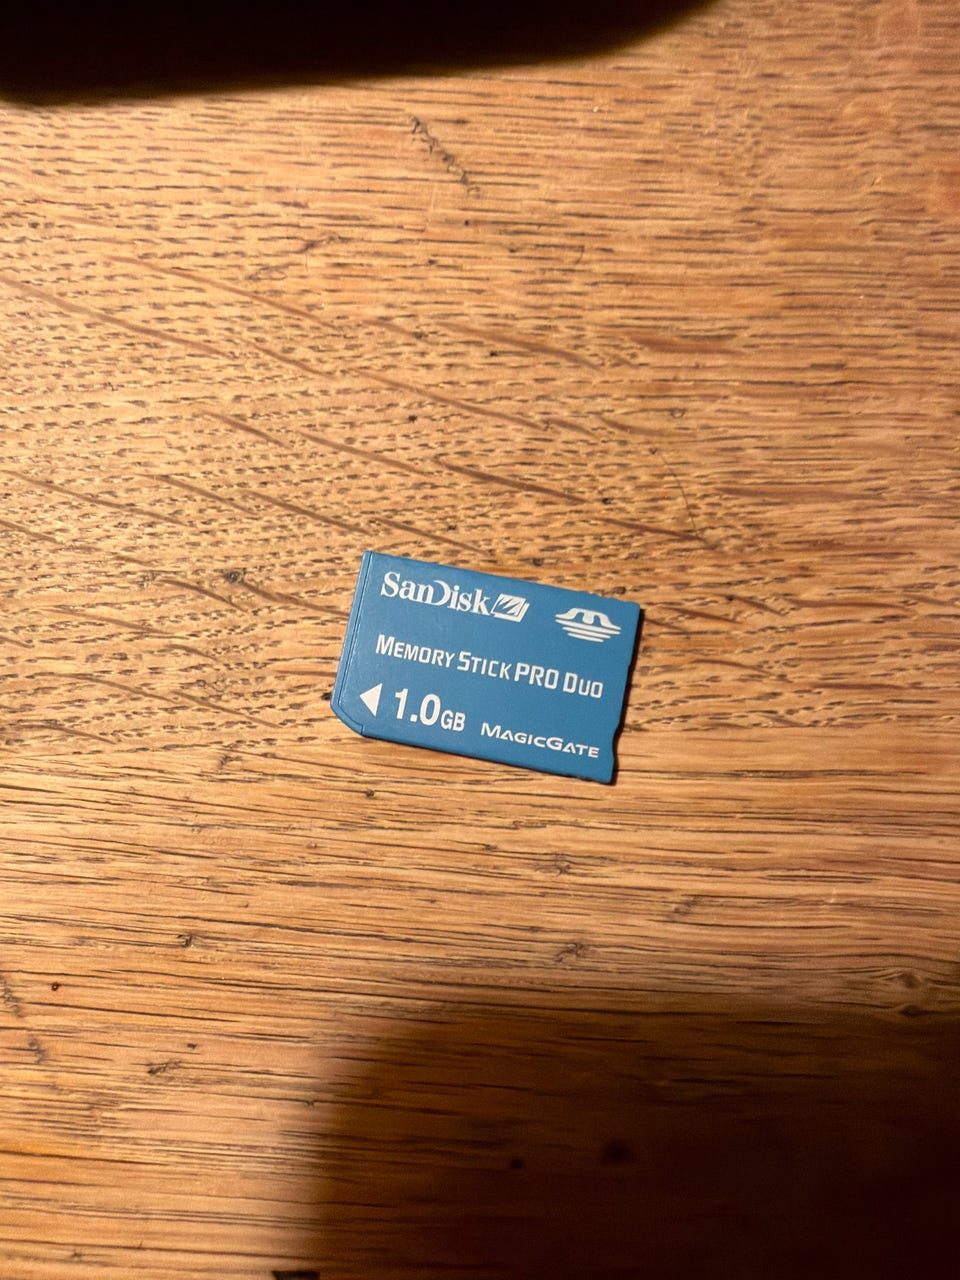 SanDisk
MEMORY STICK PRO DUO
1.0GB MAGICGATE